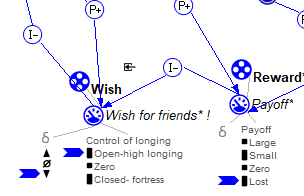 P+
P+
I−
I−
Wish
Reward*
Wish for friends* !
Payoff*
δ
Control of longing
Open-high longing
Zero
Closed- fortress
δ
Payoff
Large
Small
Zero
Lost